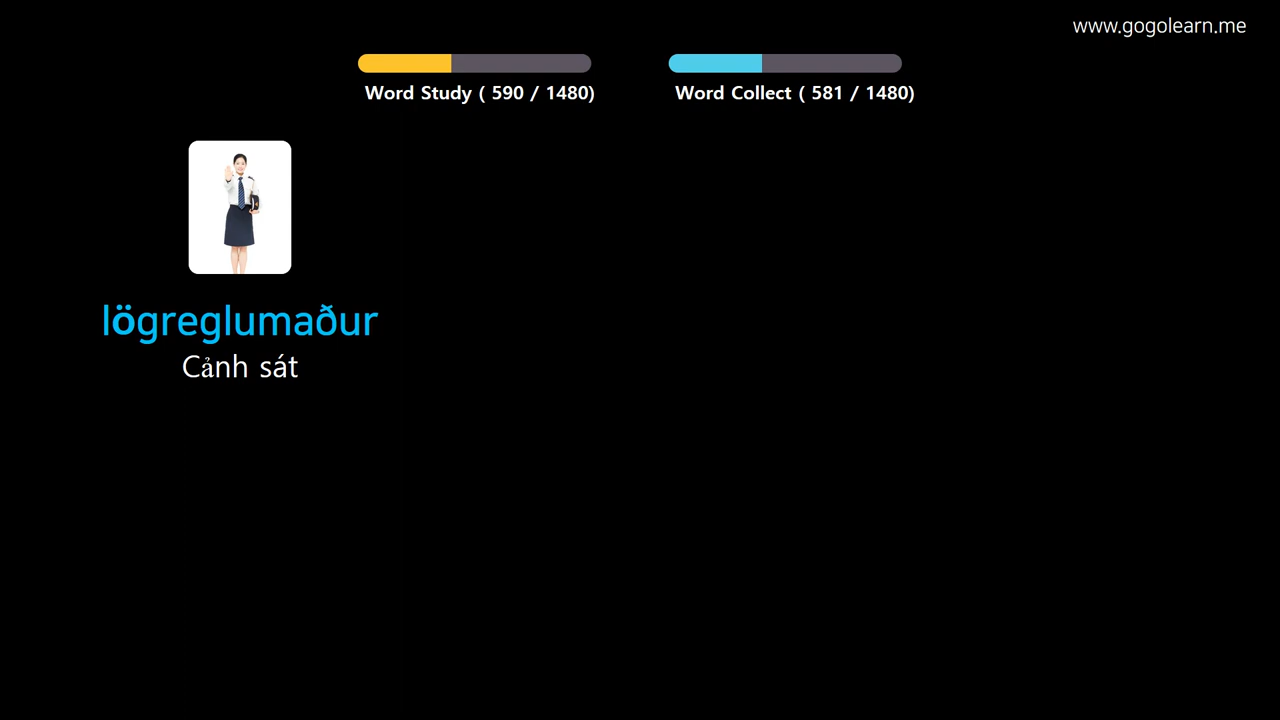 www.gogolearn.me
Word Study ( 590 / 1480)
Word Collect ( 581 / 1480)
lögreglumaður
Cảnh sát